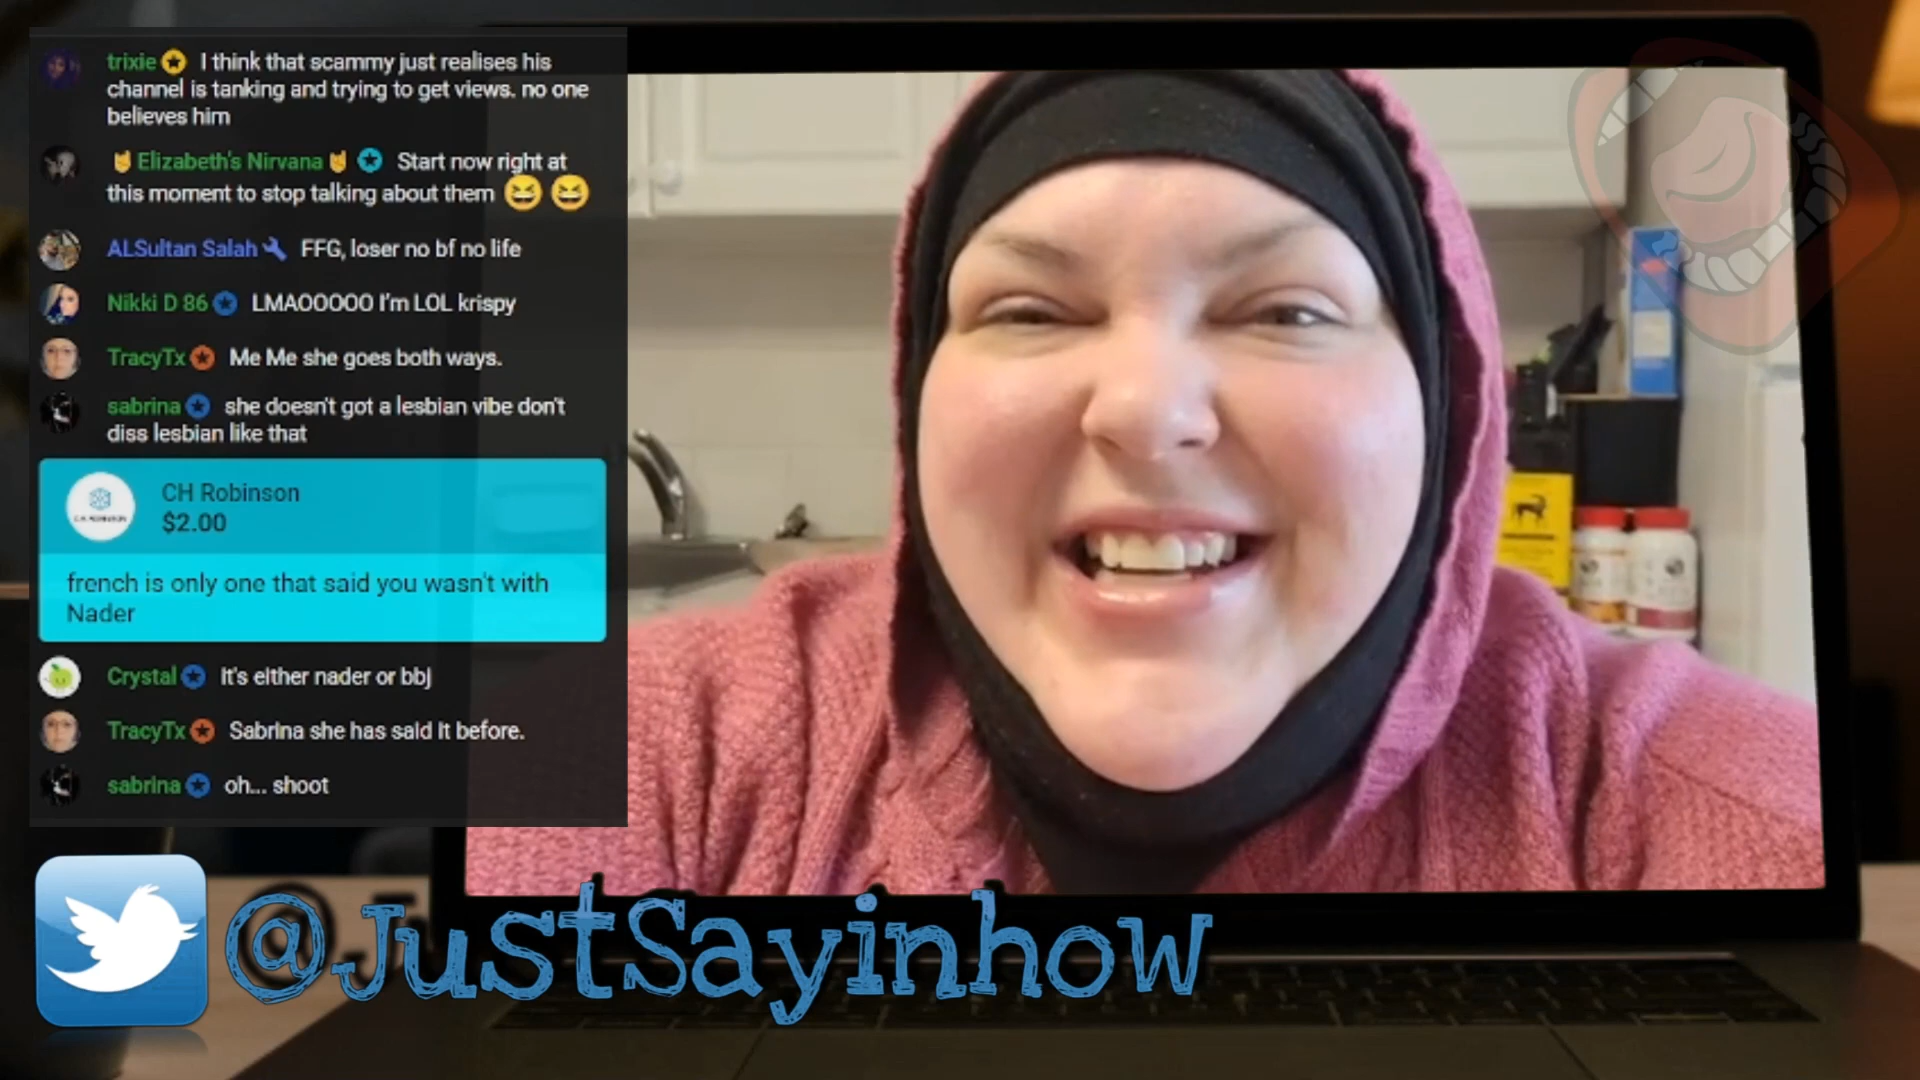 trixie I think that scammy just realises his
channel is tanking and trying to get views. no one
believes him
Elizabeth's Nirvana Start now right at
this moment to stop talking about them
ALSultan Salah FFG, loser no bf no life
Nikki D 86 LMAOOOOO I'm LOL krispy
TracyTx Me Me she goes both ways.
sabrina she doesn't got a lesbian vibe don't
diss lesbian like that
CH Robinson
$2.00
french is only one that said you wasn't with
Nader
Crystal It's either nader or bbj
TracyTx Sabrina she has said it before.
sabrina oh... shoot
@JustSayinhow